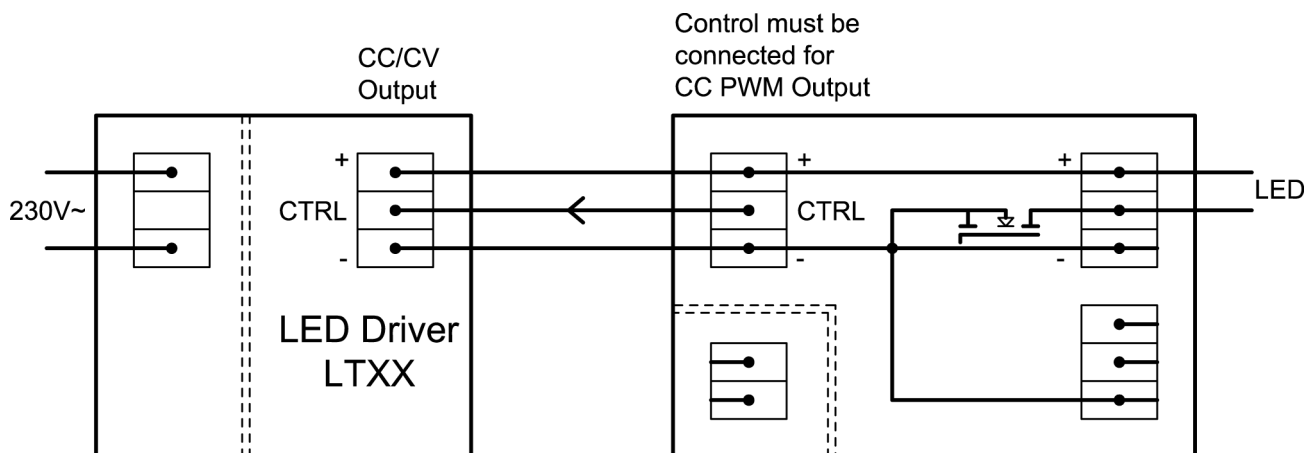 Control must be
connected for
CC PWM Output
CC/CV
Output
+
+
+
230V~
CTRL
CTRL
LED
-
-
-
LED Driver
LTXX